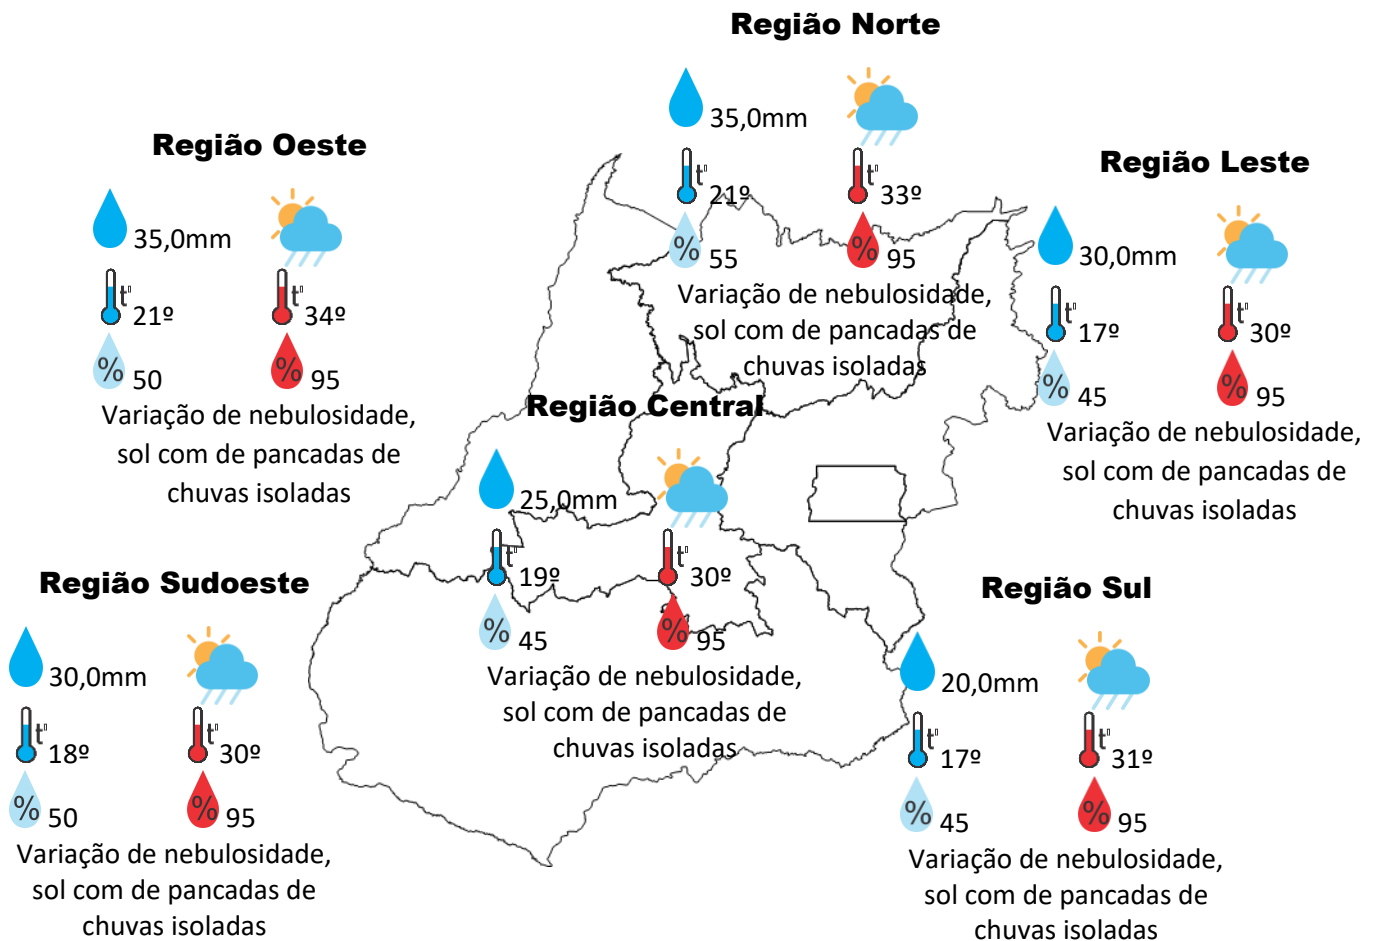 Região Norte
35,0mm
t°
21º
t°
33º
%
55
%
95
Variação de nebulosidade,
sol com de pancadas de
chuvas isoladas
Região Oeste
35,0mm
t°
21º
t°
34º
%
50
%
95
Variação de nebulosidade,
sol com de pancadas de
chuvas isoladas
Região Leste
30,0mm
t°
17º
t°
30º
%
45
%
95
Variação de nebulosidade,
sol com de pancadas de
chuvas isoladas
Região Central
25,0mm
t°
19º
t°
30º
%
45
%
95
Variação de nebulosidade,
sol com de pancadas de
chuvas isoladas
Região Sudoeste
30,0mm
t°
18º
t°
30º
%
50
%
95
Variação de nebulosidade,
sol com de pancadas de
chuvas isoladas
Região Sul
20,0mm
t°
17º
t°
31º
%
45
%
95
Variação de nebulosidade,
sol com de pancadas de
chuvas isoladas